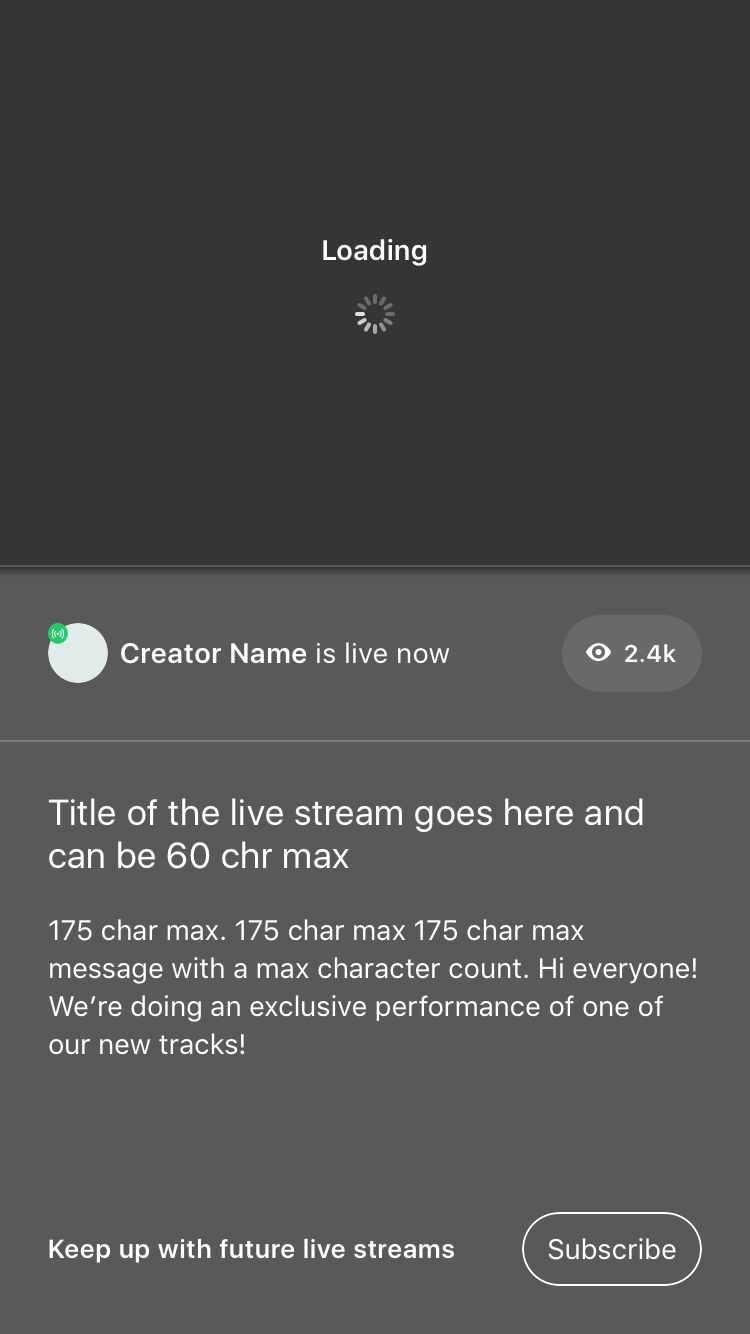 Loading
Creator Name is live now
2.4k
Title of the live stream goes here and
can be 60 chr max
175 char max. 175 char max 175 char max
message with a max character count. Hi everyone!
We’re doing an exclusive performance of one of
our new tracks!
Keep up with future live streams
Subscribe